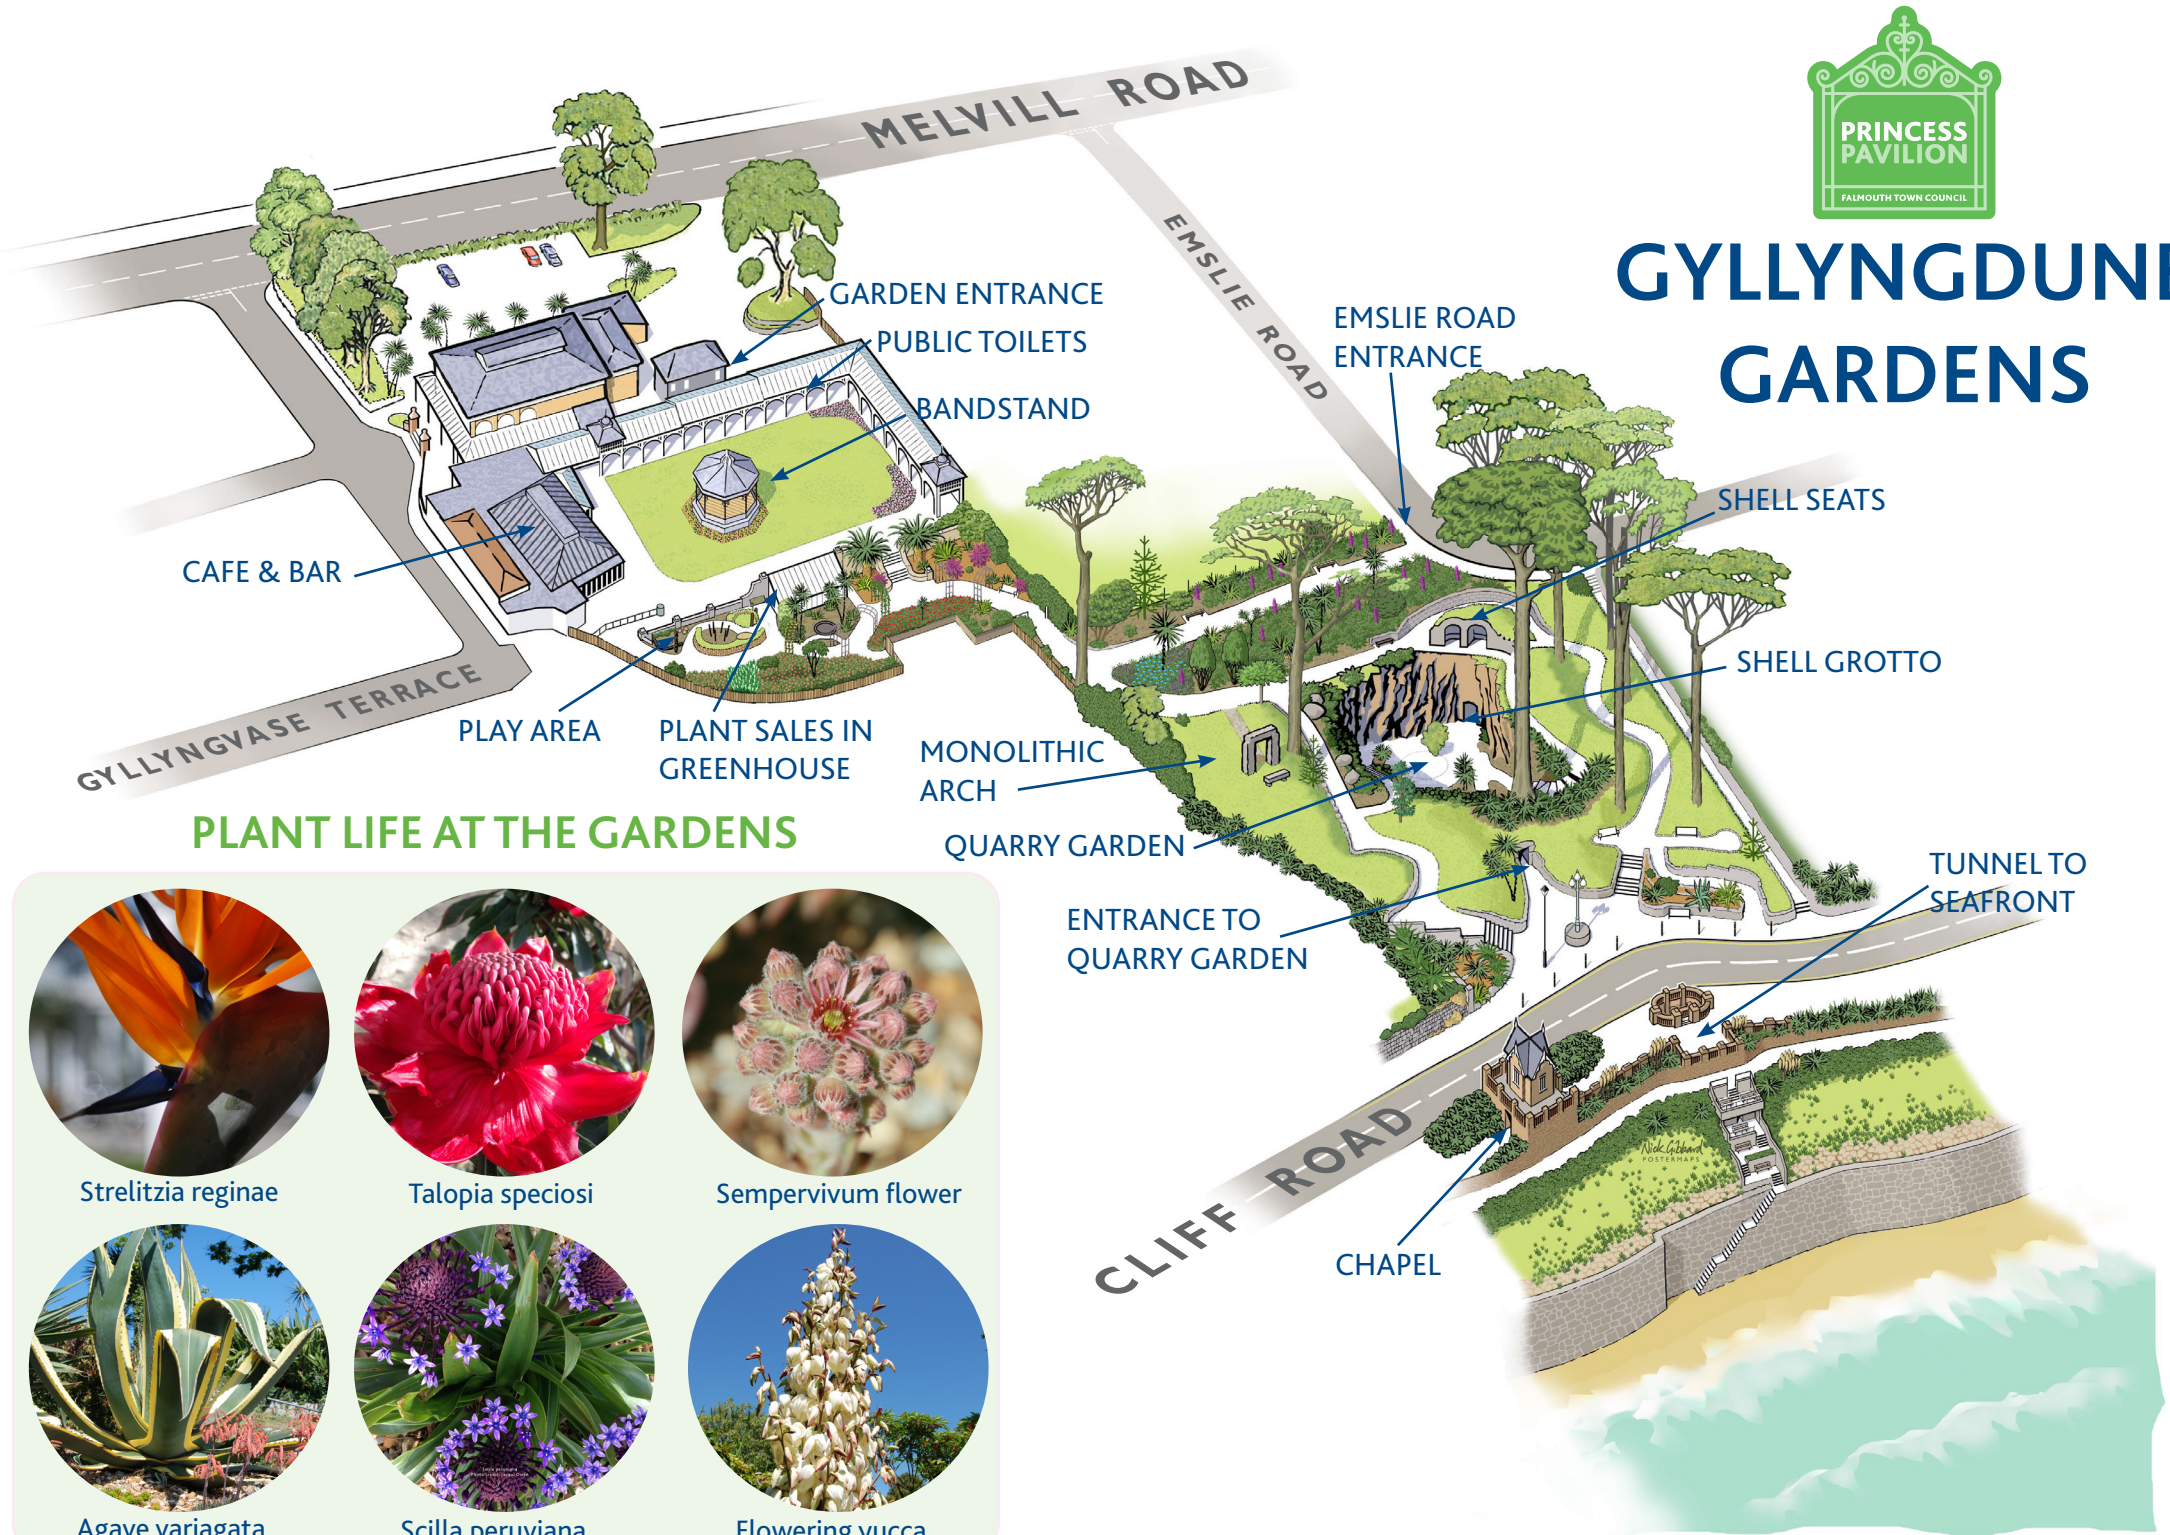 PRINCESS
PAVILION
FALMOUTH TOWN COUNCIL
GYLLYNGDUNE
GARDENS
MELVILL ROAD
EMSLIE ROAD
GARDEN ENTRANCE
PUBLIC TOILETS
BANDSTAND
EMSLIE ROAD
ENTRANCE
SHELL SEATS
CAFE & BAR
SHELL GROTTO
GYLLYNGVASE TERRACE
PLAY AREA
PLANT SALES IN
GREENHOUSE
MONOLITHIC
ARCH
QUARRY GARDEN
ENTRANCE TO
QUARRY GARDEN
TUNNEL TO
SEAFRONT
CLIFF ROAD
CHAPEL
Nick Gibbard
POSTERMAPS
PLANT LIFE AT THE GARDENS
Strelitzia reginae
Talopia speciosi
Sempervivum flower
Agave variagata
Scilla peruviana
Flowering yucca